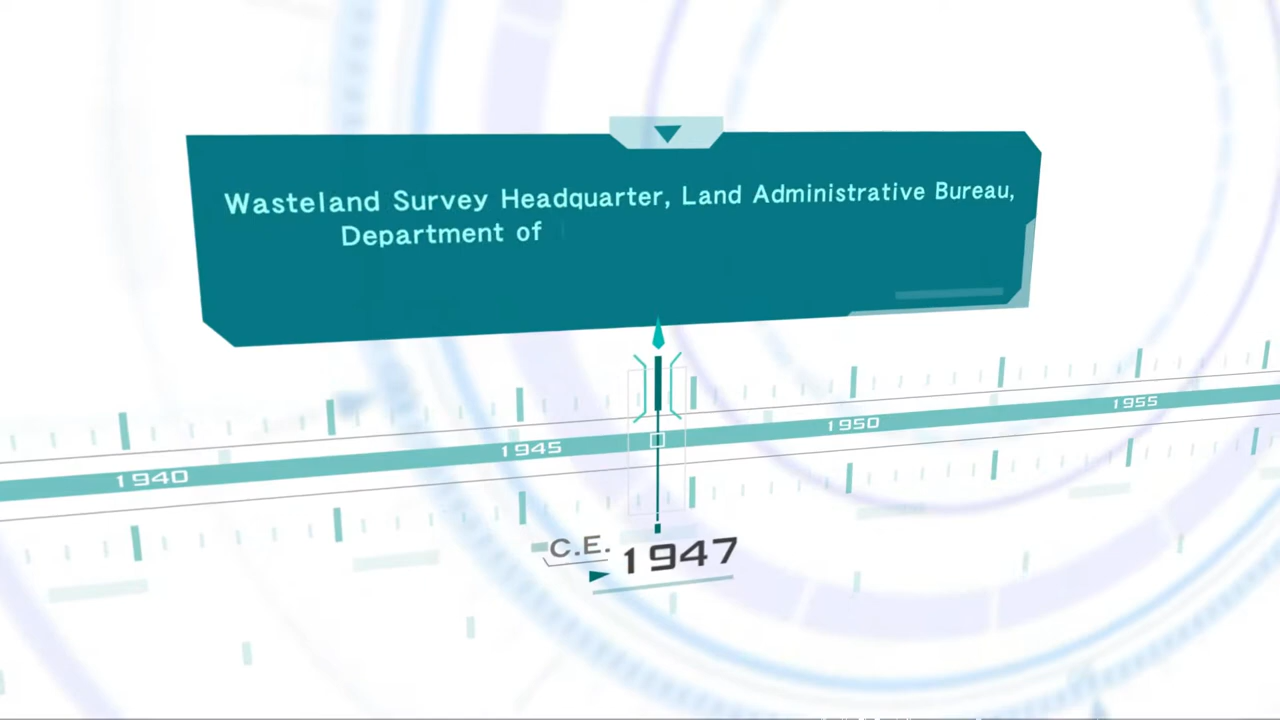 Wasteland Survey Headquarter, Land Administrative Bureau,
Department of
1940
1945
1950
1955
C.E. 1947